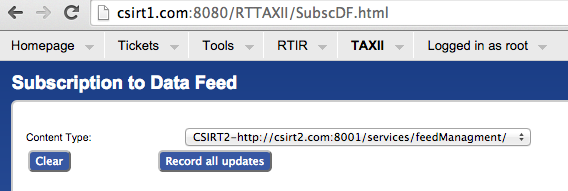 csirt1.com:8080/RTTAXII/SubscDF.html
Homepage Tickets Tools RTIR TAXII Logged in as root
Subscription to Data Feed
Content Type: CSIRT2-http://csirt2.com:8001/services/feedManagment/
Clear Record all updates